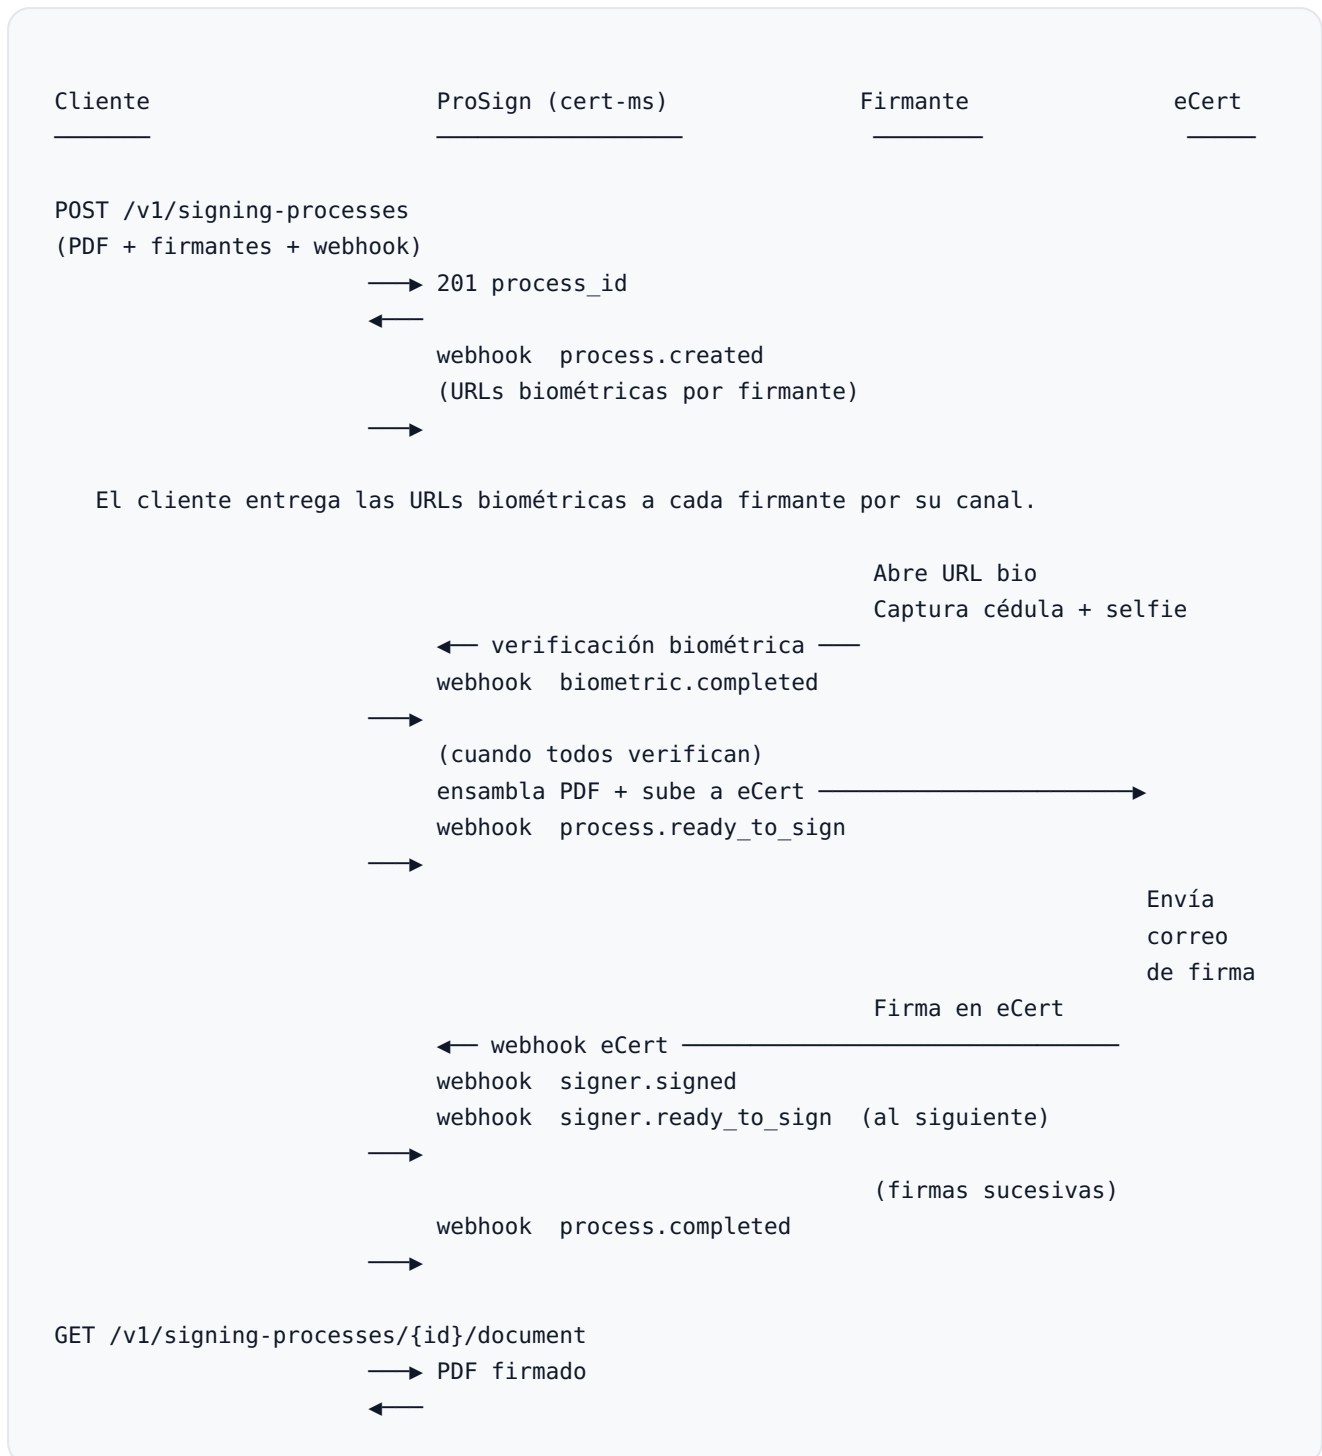 Cliente ProSign (cert-ms) Firmante eCert
POST /v1/signing-processes
(PDF + firmantes + webhook)
──▶ 201 process_id
◀──
webhook  process.created
(URLs biométricas por firmante)
──▶
El cliente entrega las URLs biométricas a cada firmante por su canal.
Abre URL bio
Captura cédula + selfie
◀── verificación biométrica ───
webhook  biometric.completed
──▶
(cuando todos verifican)
ensambla PDF + sube a eCert ───────────▶
webhook  process.ready_to_sign
──▶
Envía
correo
de firma
Firma en eCert
◀── webhook eCert ───────────
webhook  signer.signed
webhook  signer.ready_to_sign  (al siguiente)
──▶
(firmas sucesivas)
webhook  process.completed
──▶
GET /v1/signing-processes/{id}/document
──▶ PDF firmado
◀──